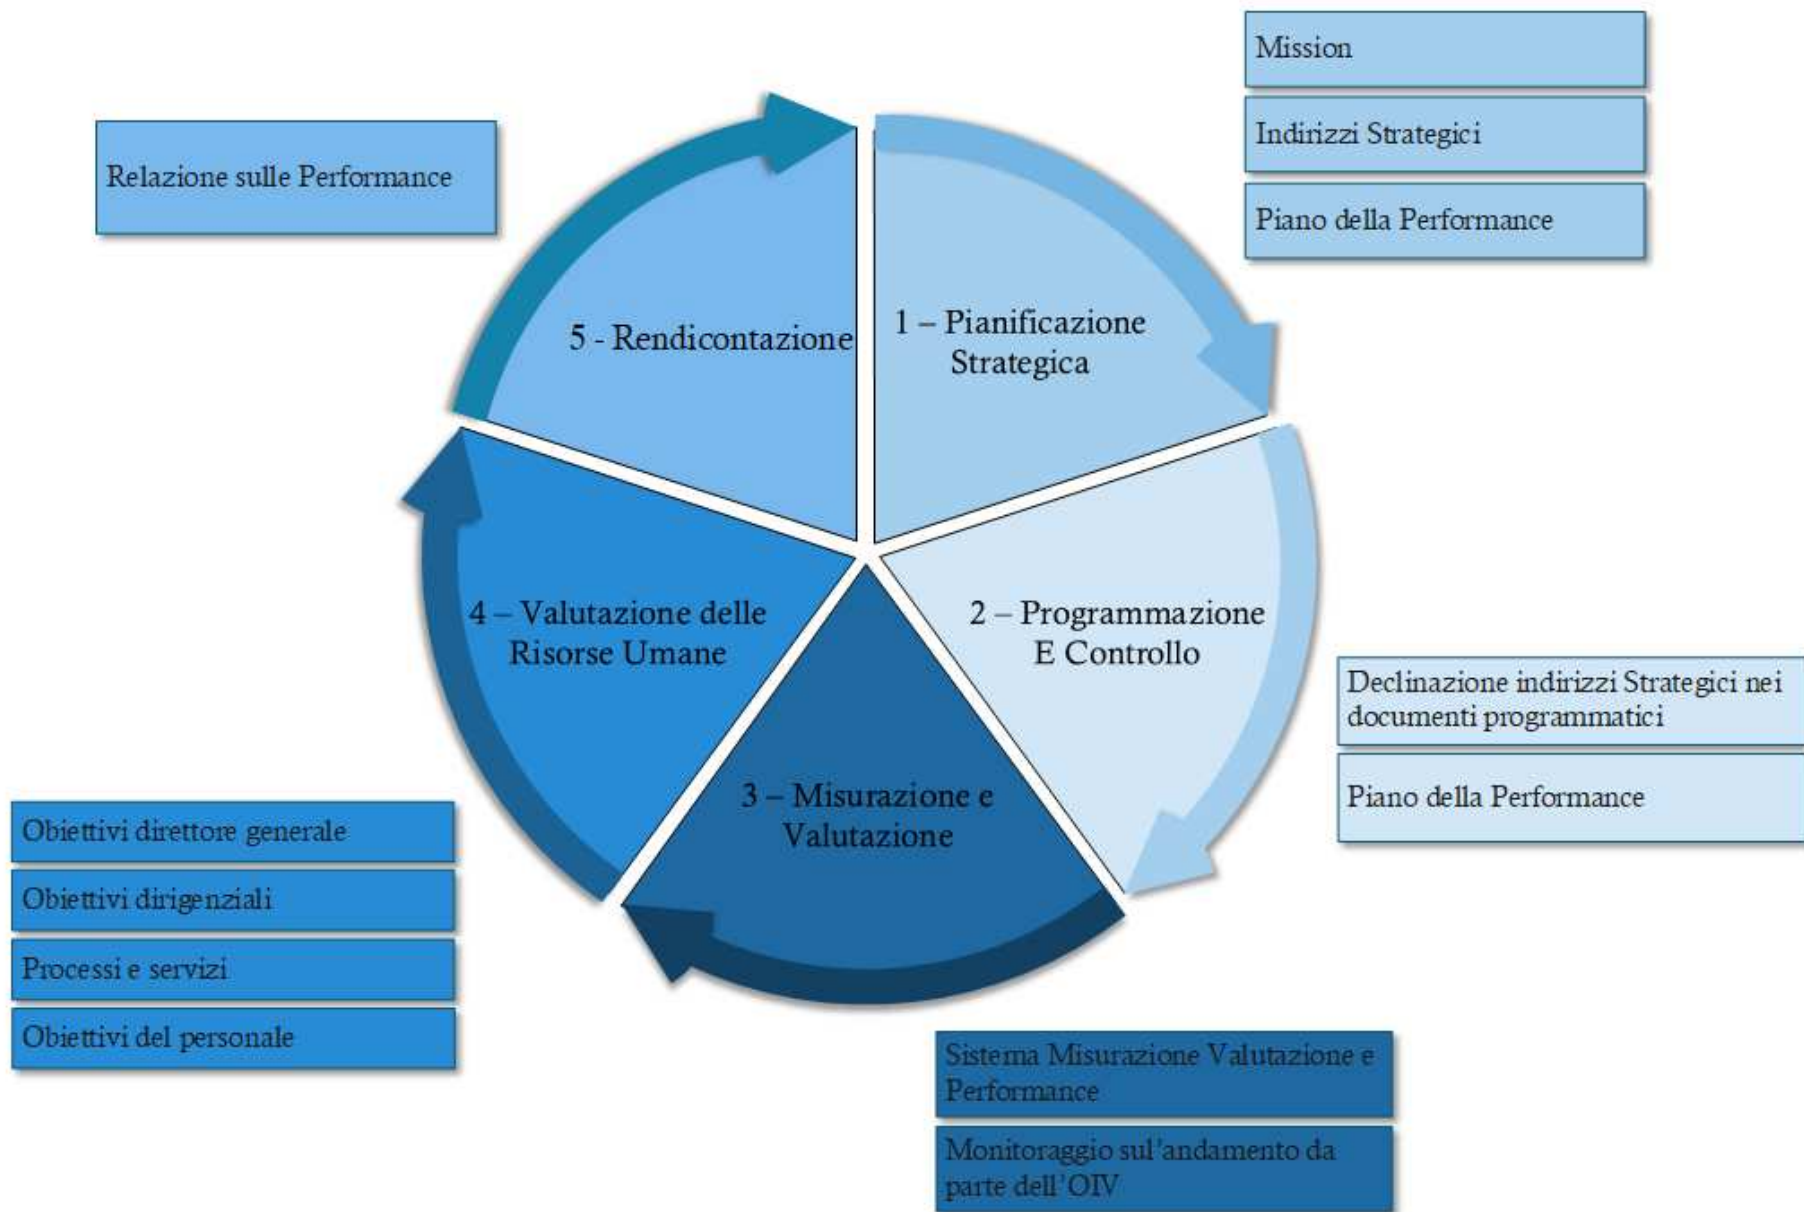 Mission
Indirizzi Strategici
Piano della Performance
Relazione sulle Performance
1 – Pianificazione
Strategica
5 - Rendicontazione
2 – Programmazione
E Controllo
4 – Valutazione delle
Risorse Umane
3 – Misurazione e
Valutazione
Declinazione indirizzi Strategici nei
documenti programmatici
Piano della Performance
Obiettivi direttore generale
Obiettivi dirigenziali
Processi e servizi
Obiettivi del personale
Sistema Misurazione Valutazione e
Performance
Monitoraggio sul'andamento da
parte dell'OIV